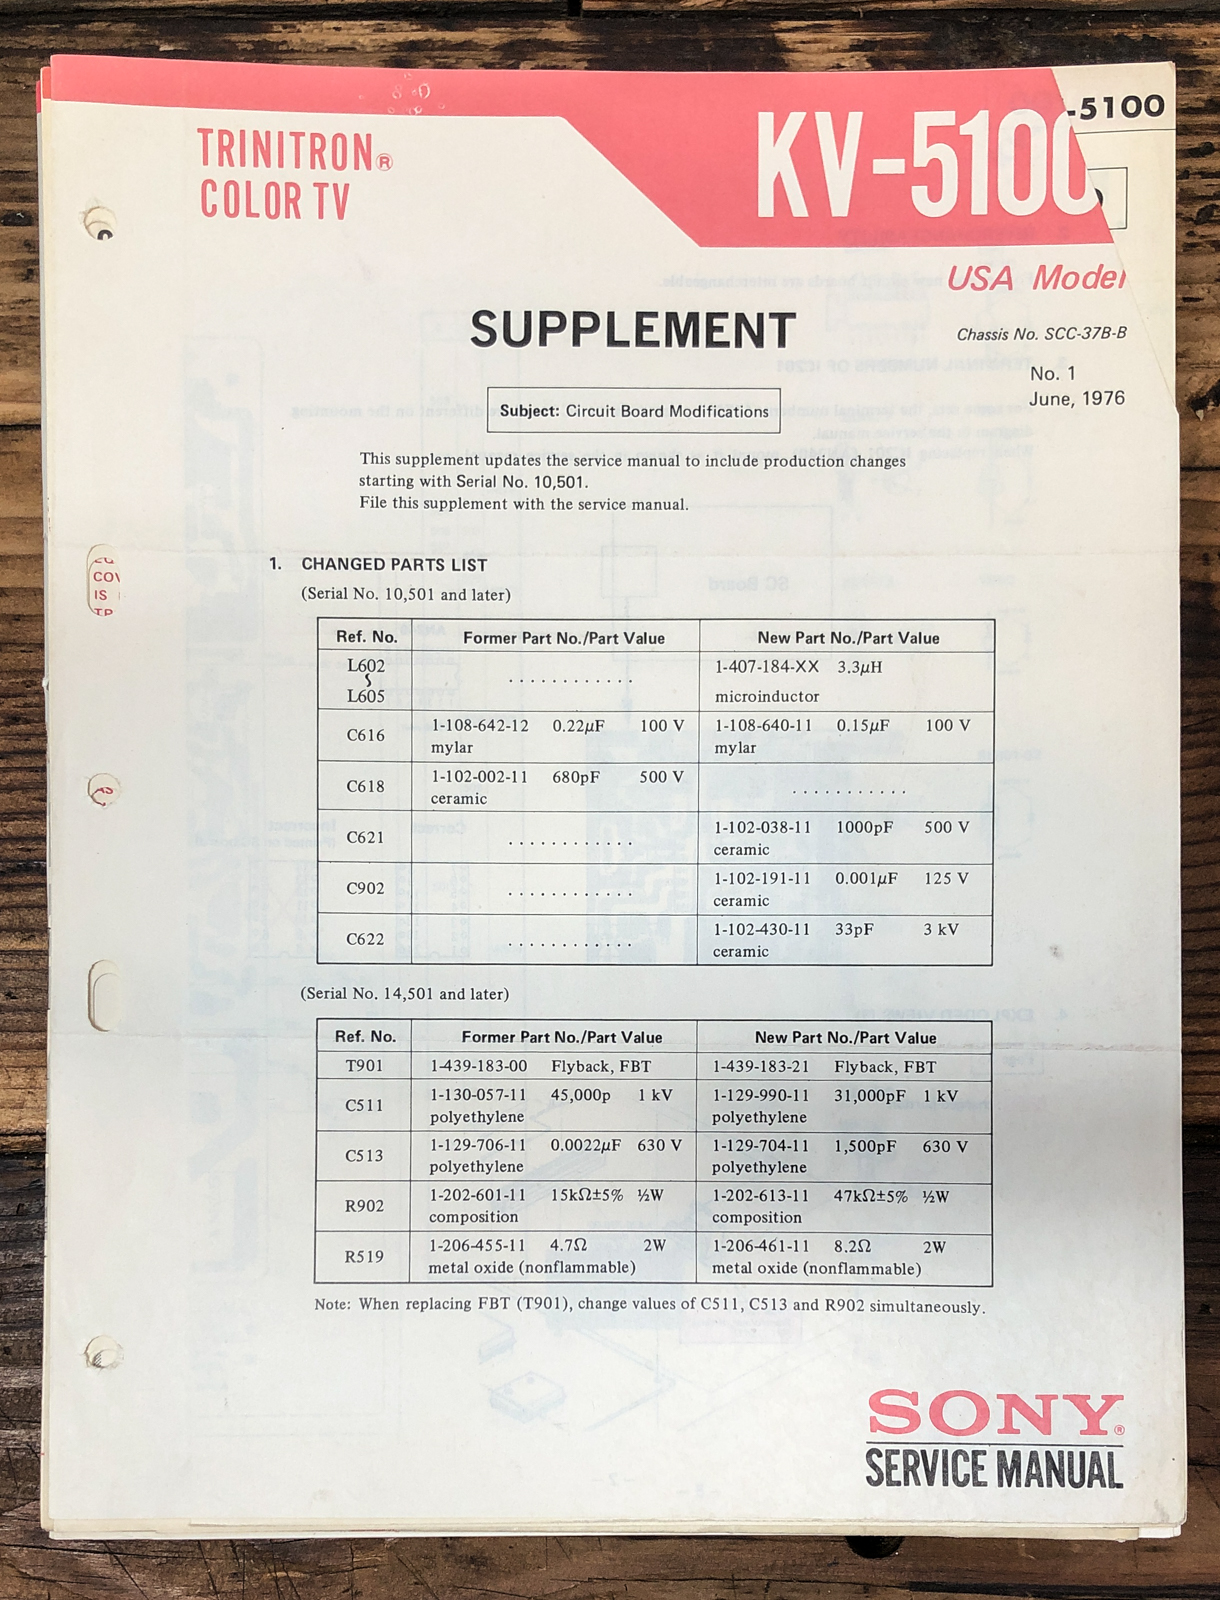 TRINITRON®
COLOR TV
KV-5100
-5100
USA Model
SUPPLEMENT
Chassis No. SCC-37B-B
No. 1
June, 1976
Subject: Circuit Board Modifications
This supplement updates the service manual to include production changes
starting with Serial No. 10,501.
File this supplement with the service manual.
1. CHANGED PARTS LIST
(Serial No. 10,501 and later)
Ref. No. Former Part No./Part Value New Part No./Part Value
L602 1-407-184-XX 3.3μH
............
L605 microinductor
C616 1-108-642-12 0.22μF 100 V 1-108-640-11 0.15μF 100 V
mylar mylar
C618 1-102-002-11 680pF 500 V ...........
ceramic
C621 ............ 1-102-038-11 1000pF 500 V
ceramic
C902 ............ 1-102-191-11 0.001μF 125 V
ceramic
C622 ............ 1-102-430-11 33pF 3 kV
ceramic
(Serial No. 14,501 and later)
Ref. No. Former Part No./Part Value New Part No./Part Value
T901 1-439-183-00 Flyback, FBT 1-439-183-21 Flyback, FBT
C511 1-130-057-11 45,000p 1 kV 1-129-990-11 31,000pF 1 kV
polyethylene polyethylene
C513 1-129-706-11 0.0022μF 630 V 1-129-704-11 1,500pF 630 V
polyethylene polyethylene
R902 1-202-601-11 15kΩ±5% ½W 1-202-613-11 47kΩ±5% ½W
composition composition
R519 1-206-455-11 4.7Ω 2W 1-206-461-11 8.2Ω 2W
metal oxide (nonflammable) metal oxide (nonflammable)
Note: When replacing FBT (T901), change values of C511, C513 and R902 simultaneously.
SONY®
SERVICE MANUAL